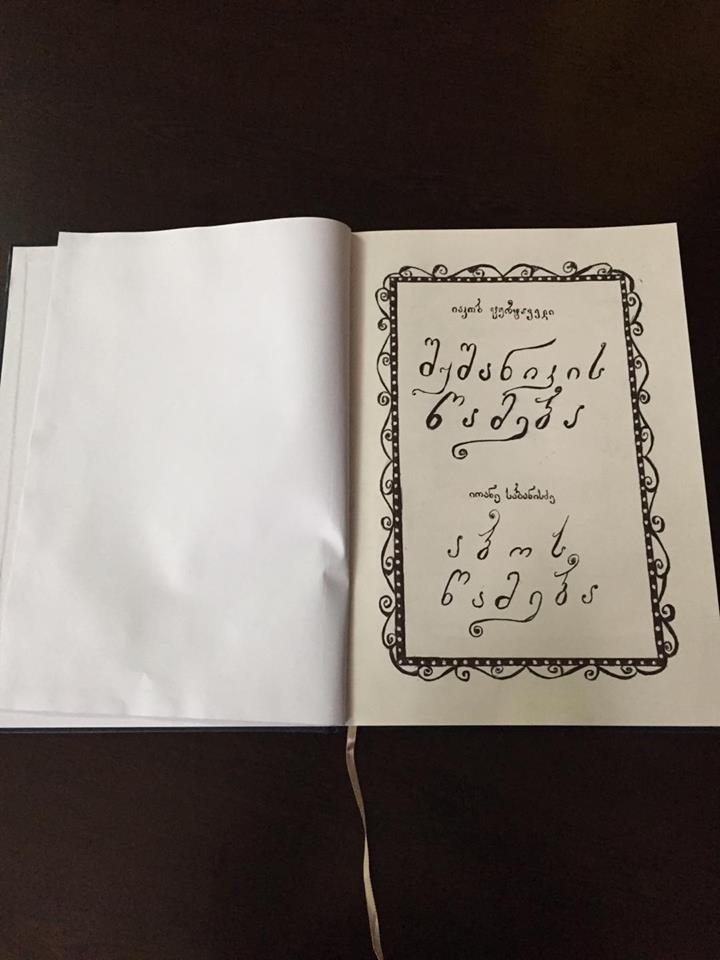 იაკობ ცურტაველი
შუშანიკის
წამება
იოანე საბანისძე
აბოს
წამება